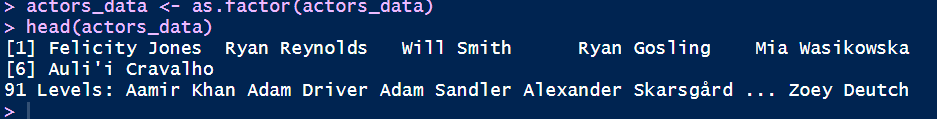 > actors_data <- as.factor(actors_data)
> head(actors_data)
[1] Felicity Jones  Ryan Reynolds   Will Smith      Ryan Gosling    Mia Wasikowska
[6] Auli'i Cravalho
91 Levels: Aamir Khan Adam Driver Adam Sandler Alexander Skarsgård ... Zoey Deutch
>